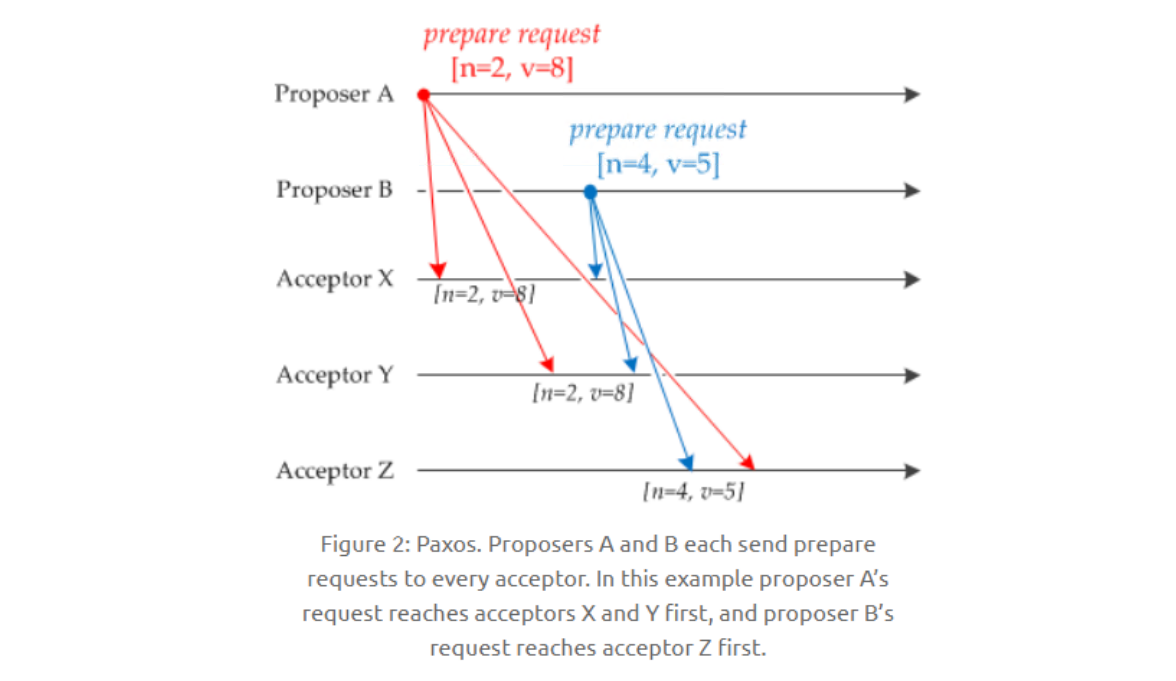 prepare request
[n=2, v=8]
Proposer A
prepare request
[n=4, v=5]
Proposer B
Acceptor X
[n=2, v=8]
Acceptor Y
[n=2, v=8]
Acceptor Z
[n=4, v=5]
Figure 2: Paxos. Proposers A and B each send prepare
requests to every acceptor. In this example proposer A’s
request reaches acceptors X and Y first, and proposer B’s
request reaches acceptor Z first.